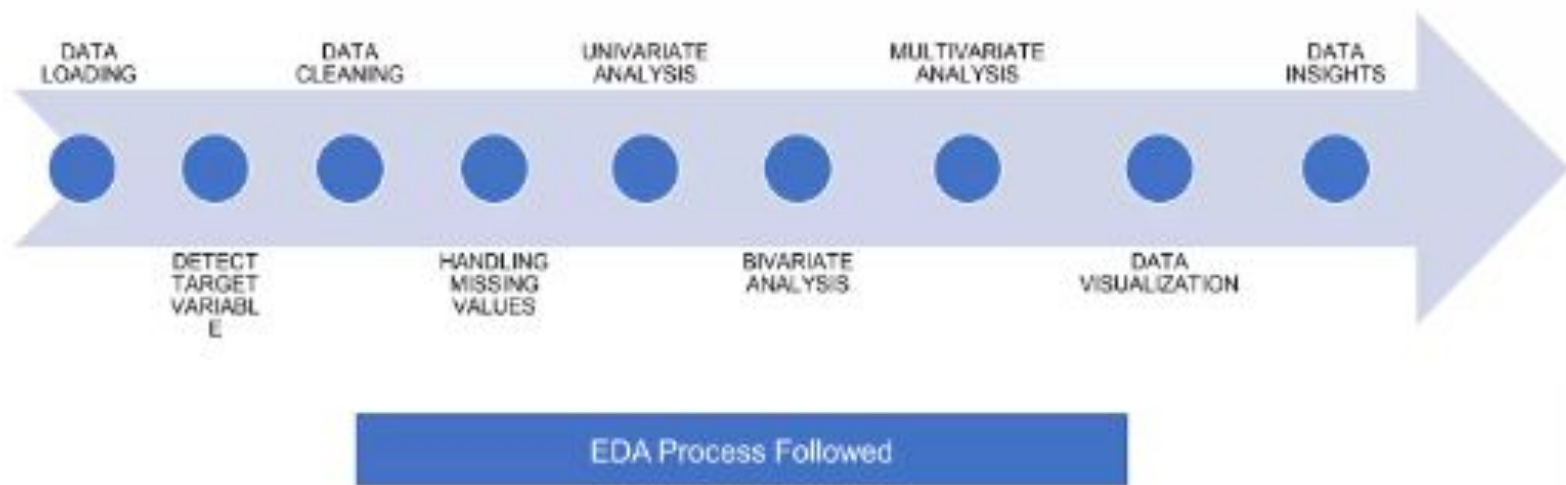 DATA
LOADING
DETECT
TARGET
VARIABL
E
DATA
CLEANING
HANDLING
MISSING
VALUES
UNIVARIATE
ANALYSIS
BIVARIATE
ANALYSIS
MULTIVARIATE
ANALYSIS
DATA
VISUALIZATION
DATA
INSIGHTS
EDA Process Followed